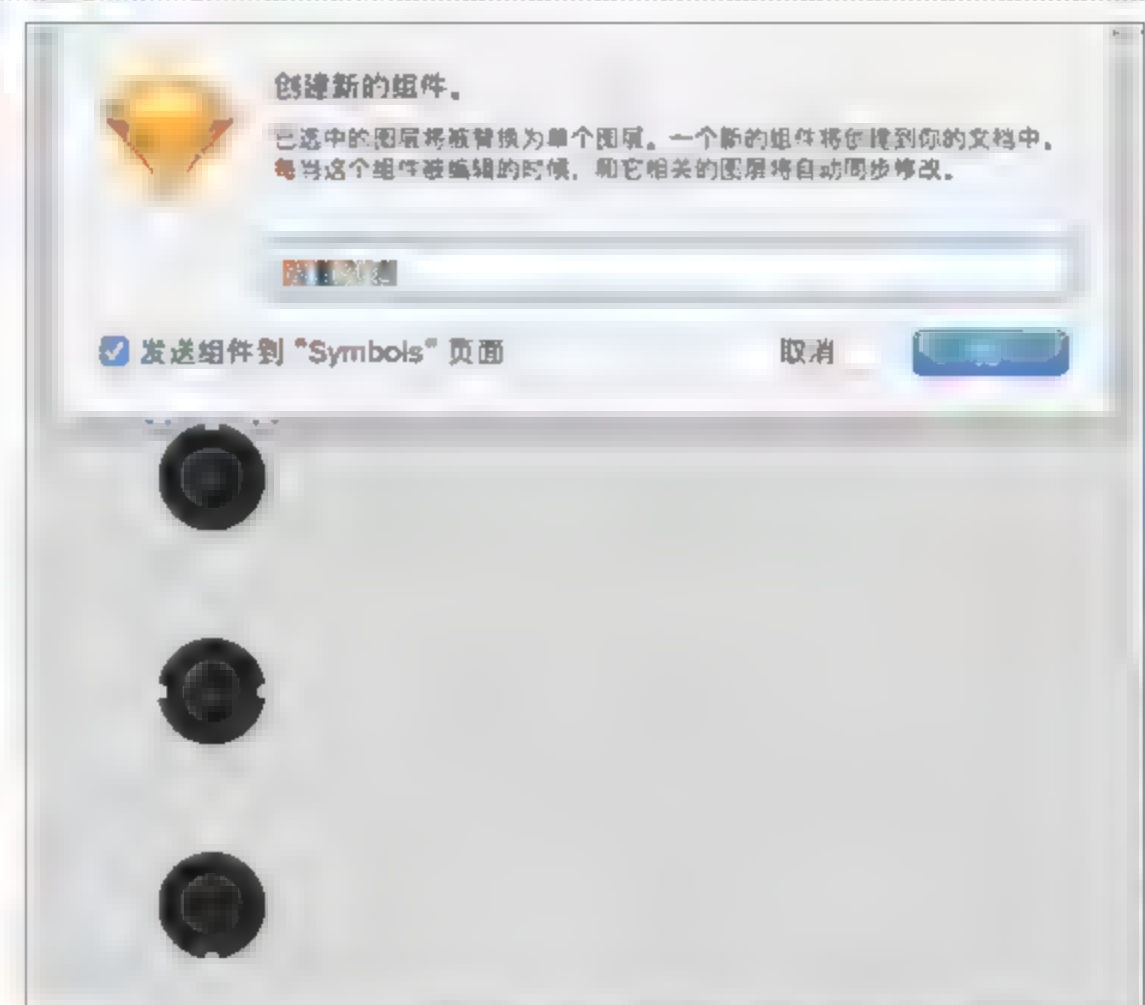 创建新的组件。
已选中的图层将被替换为单个图层。一个新的组件将创建到你的文档中。
每当这个组件被编辑的时候，和它相关的图层将自动同步修改。
发送组件到 "Symbols" 页面
取消